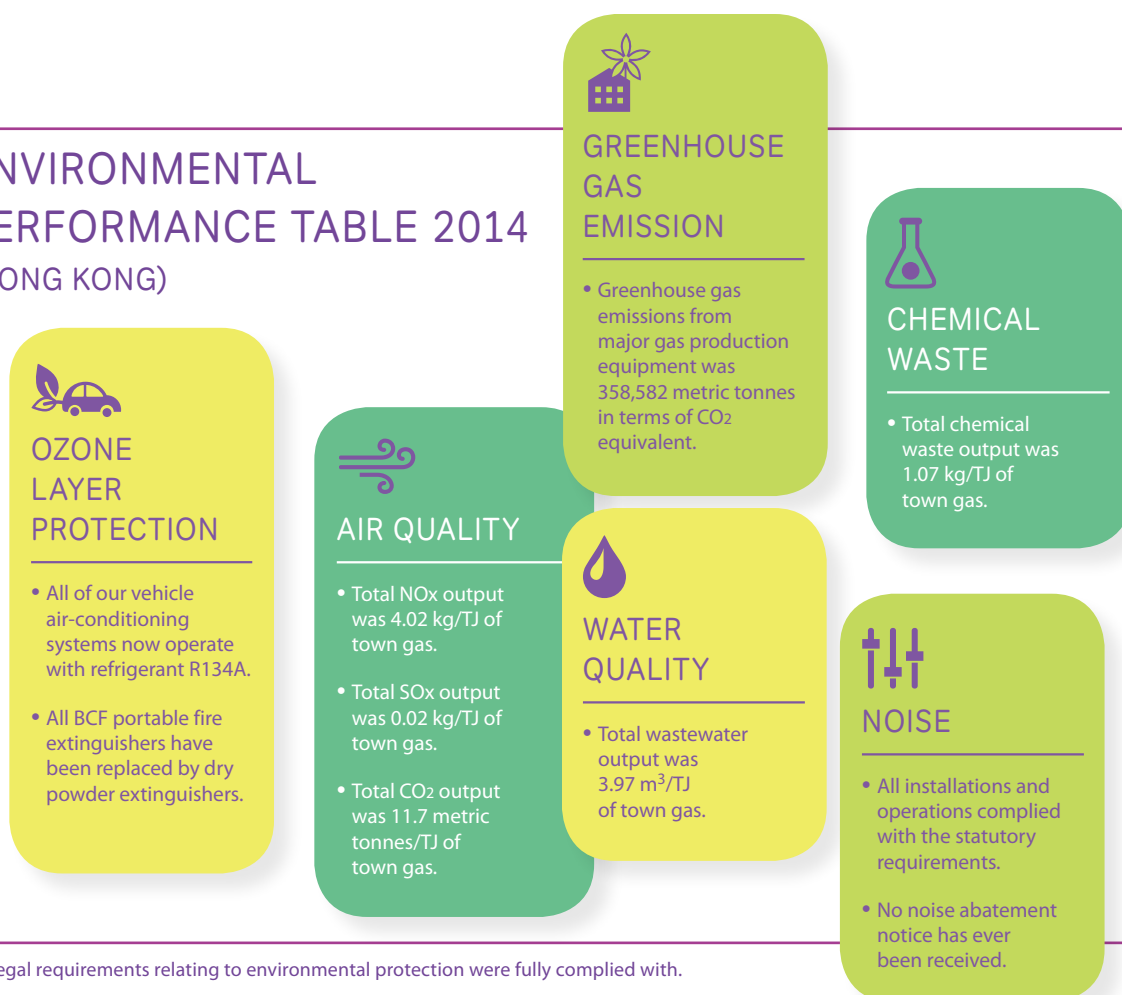 NVIRONMENTAL
ERFORMANCE TABLE 2014
ONG KONG)
OZONE
LAYER
PROTECTION
• All of our vehicle
air-conditioning
systems now operate
with refrigerant R134A.
• All BCF portable fire
extinguishers have
been replaced by dry
powder extinguishers.
AIR QUALITY
• Total NOx output
was 4.02 kg/TJ of
town gas.
• Total SOx output
was 0.02 kg/TJ of
town gas.
• Total CO2 output
was 11.7 metric
tonnes/TJ of
town gas.
GREENHOUSE
GAS
EMISSION
• Greenhouse gas
emissions from
major gas production
equipment was
358,582 metric tonnes
in terms of CO2
equivalent.
WATER
QUALITY
• Total wastewater
output was
3.97 m³/TJ
of town gas.
CHEMICAL
WASTE
• Total chemical
waste output was
1.07 kg/TJ of
town gas.
NOISE
• All installations and
operations complied
with the statutory
requirements.
• No noise abatement
notice has ever
been received.
egal requirements relating to environmental protection were fully complied with.